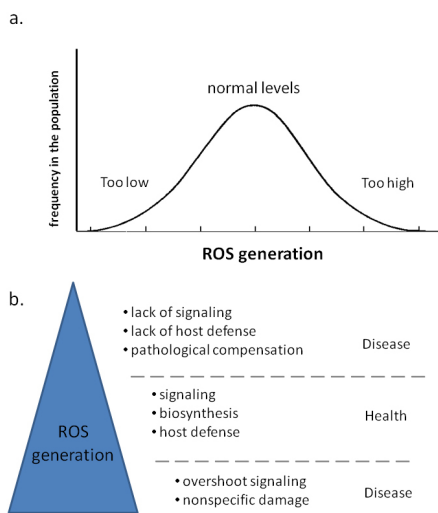 a.
frequency in the population
normal levels
Too low
Too high
ROS generation
b.
• lack of signaling
• lack of host defense
• pathological compensation
Disease
• signaling
• biosynthesis
• host defense
Health
ROS
generation
• overshoot signaling
• nonspecific damage
Disease